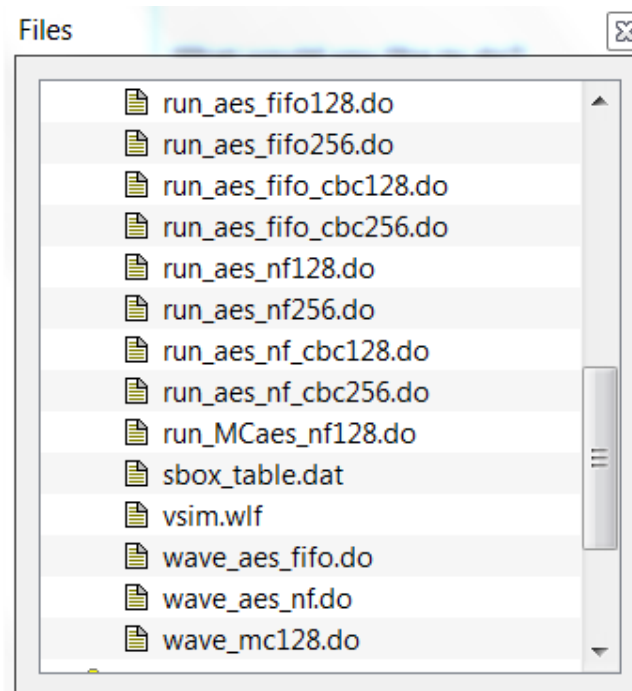 Files
run_aes_fifo128.do
run_aes_fifo256.do
run_aes_fifo_cbc128.do
run_aes_fifo_cbc256.do
run_aes_nf128.do
run_aes_nf256.do
run_aes_nf_cbc128.do
run_aes_nf_cbc256.do
run_MCaes_nf128.do
sbox_table.dat
vsim.wlf
wave_aes_fifo.do
wave_aes_nf.do
wave_mc128.do